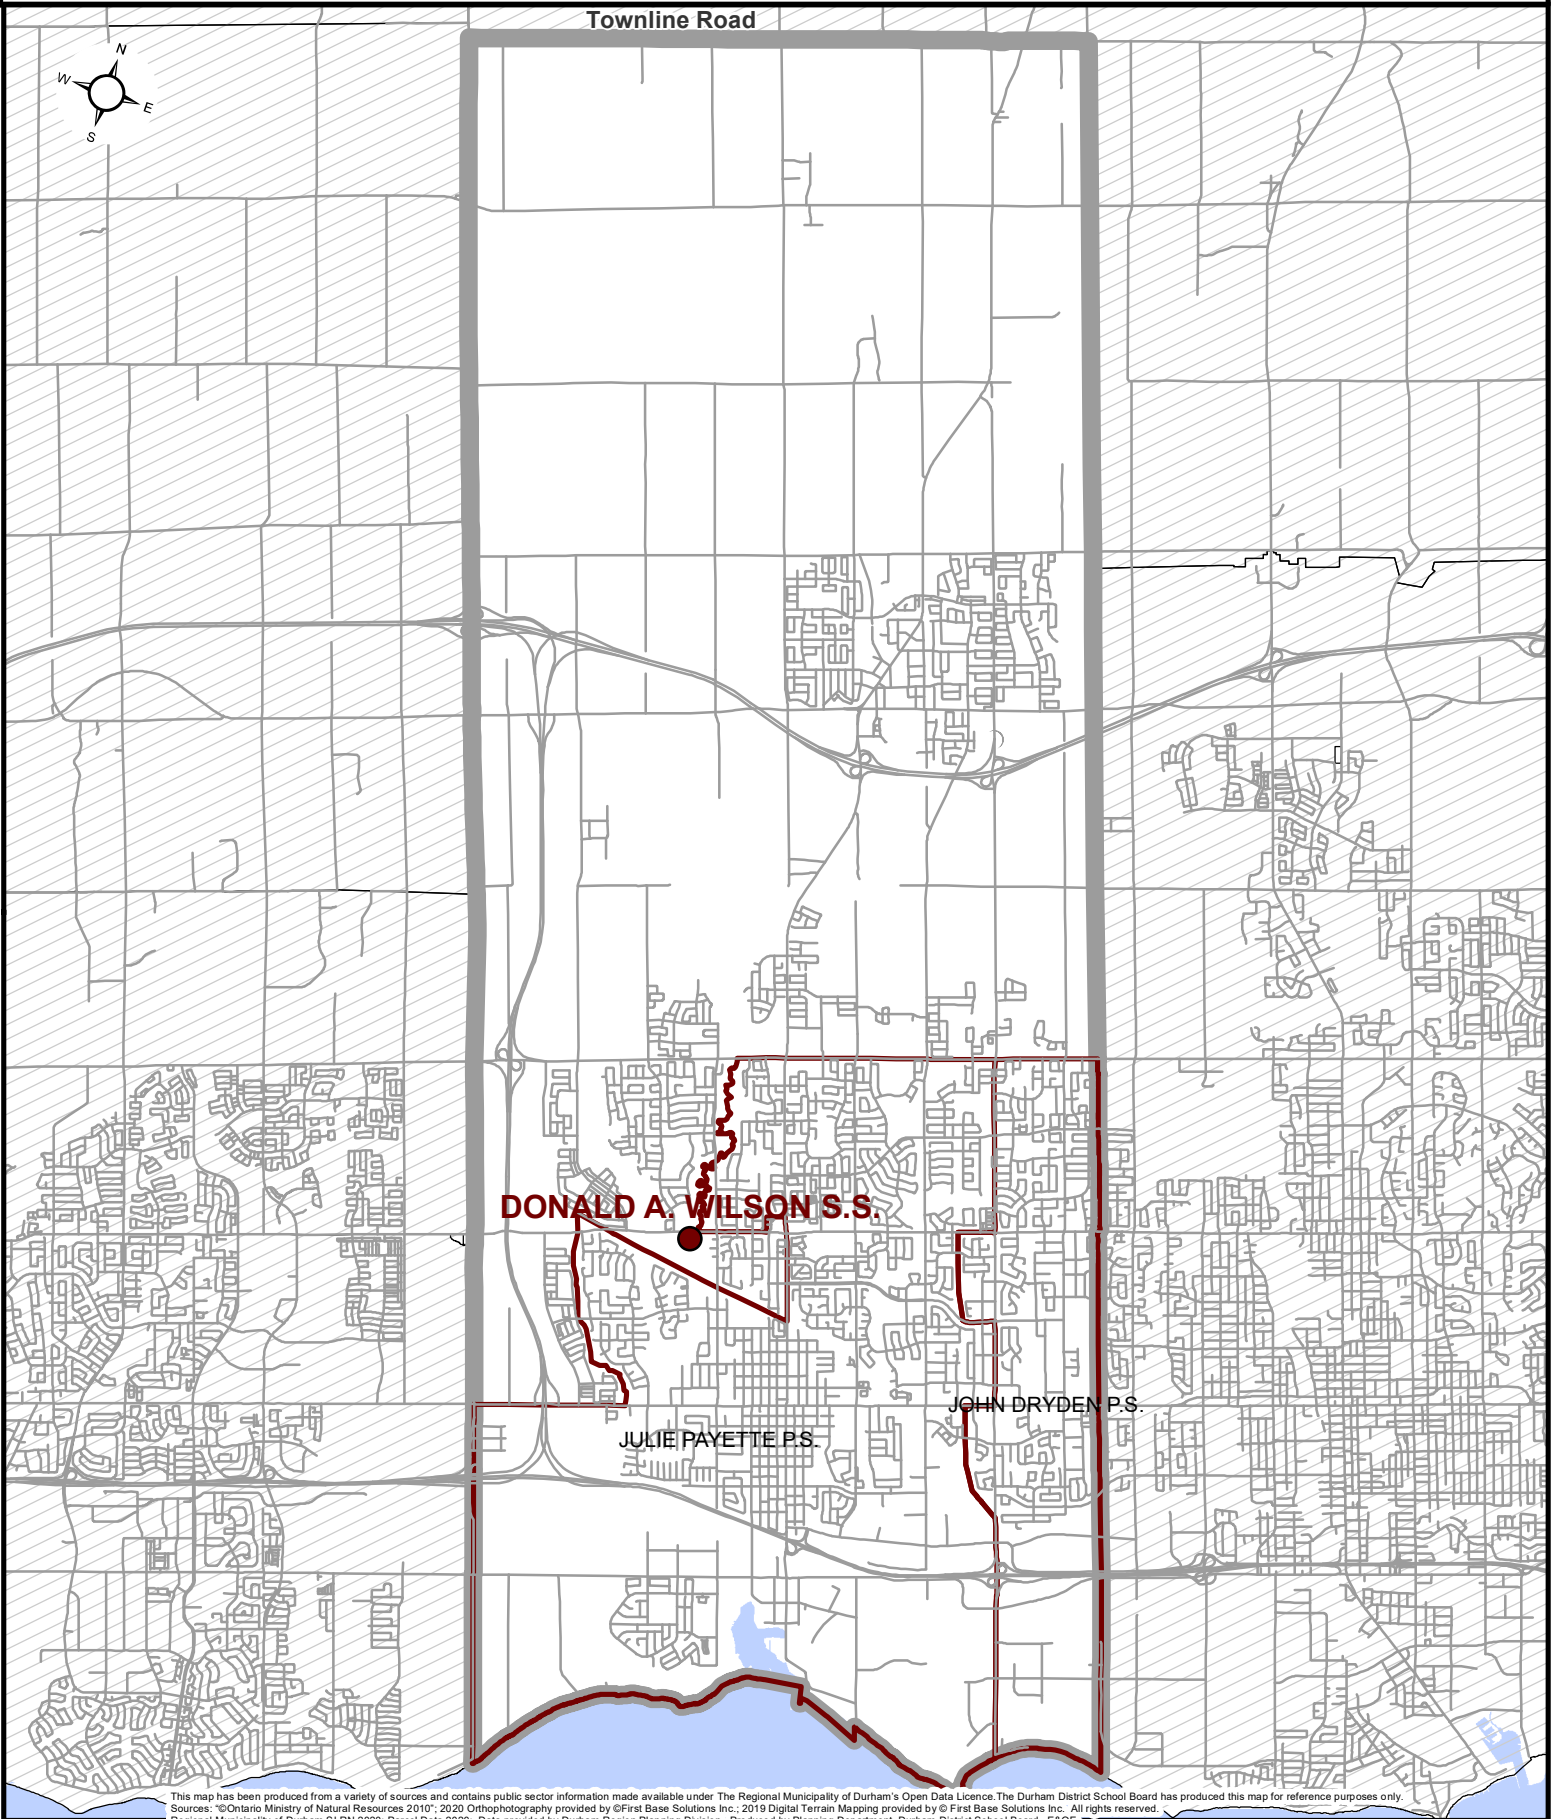 Townline Road
N
W
E
S
DONALD A. WILSON S.S.
JOHN DRYDEN P.S.
JULIE PAYETTE P.S.
This map has been produced from a variety of sources and contains public sector information made available under The Regional Municipality of Durham's Open Data Licence.The Durham District School Board has produced this map for reference purposes only.
Sources: "©Ontario Ministry of Natural Resources 2010"; 2020 Orthophotography provided by ©First Base Solutions Inc.; 2019 Digital Terrain Mapping provided by © First Base Solutions Inc. All rights reserved.